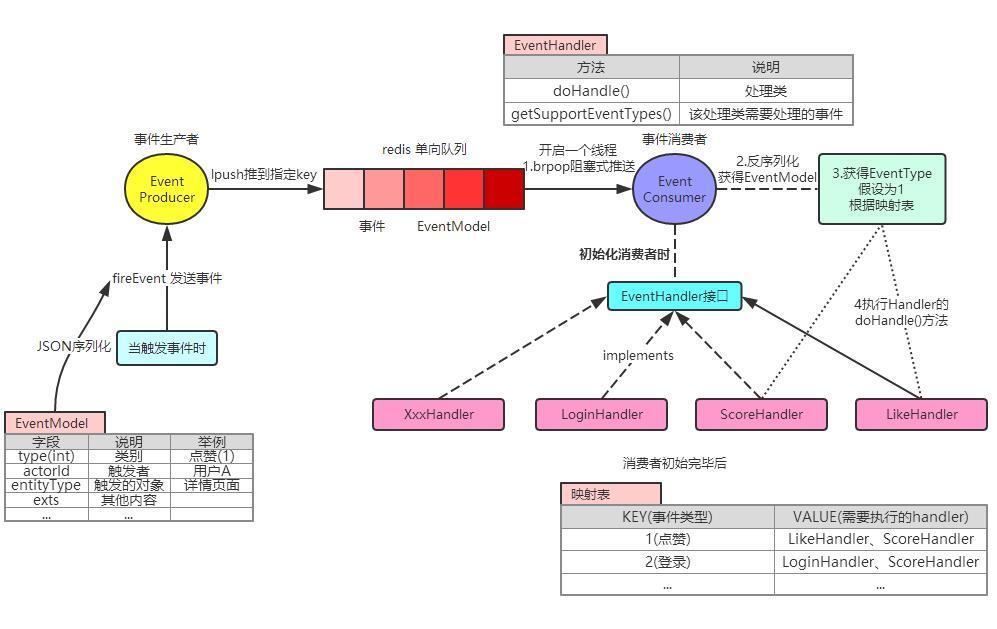 EventHandler
方法 说明
doHandle() 处理类
getSupportEventTypes() 该处理类需要处理的事件
事件生产者
redis 单向队列
开启一个线程
1.brpop阻塞式推送
事件消费者
Event
Producer
lpush推到指定key
Event
Consumer
2.反序列化
获得EventModel
3.获得EventType
假设为1
根据映射表
事件 EventModel
初始化消费者时
fireEvent 发送事件
EventHandler接口
4执行Handler的
doHandle()方法
JSON序列化
当触发事件时
implements
XxxHandler
LoginHandler
ScoreHandler
LikeHandler
EventModel
字段 说明 举例
type(int) 类别 点赞(1)
actorId 触发者 用户A
entityType 触发的对象 详情页面
exts 其他内容
... ...
消费者初始完毕后
映射表
KEY(事件类型) VALUE(需要执行的handler)
1(点赞) LikeHandler、ScoreHandler
2(登录) LoginHandler、ScoreHandler
... ...